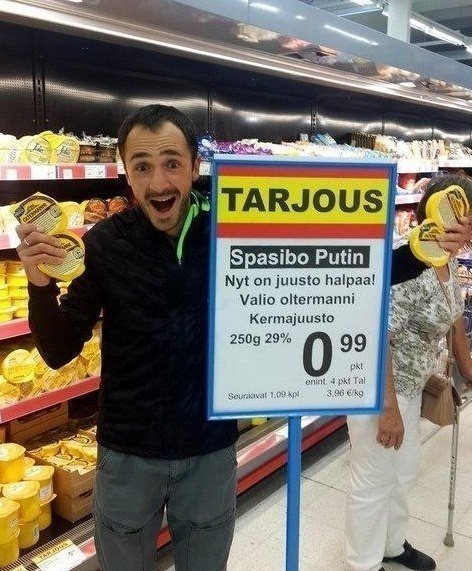 TARJOUS
Spasibo Putin
Nyt on juusto halpaa!
Valio oltermanni
Kermajuusto
250g 29% 0 99
pkt
enint. 4 pkt Tal
Seuraavat 1,09 kpl 3,96 €/kg